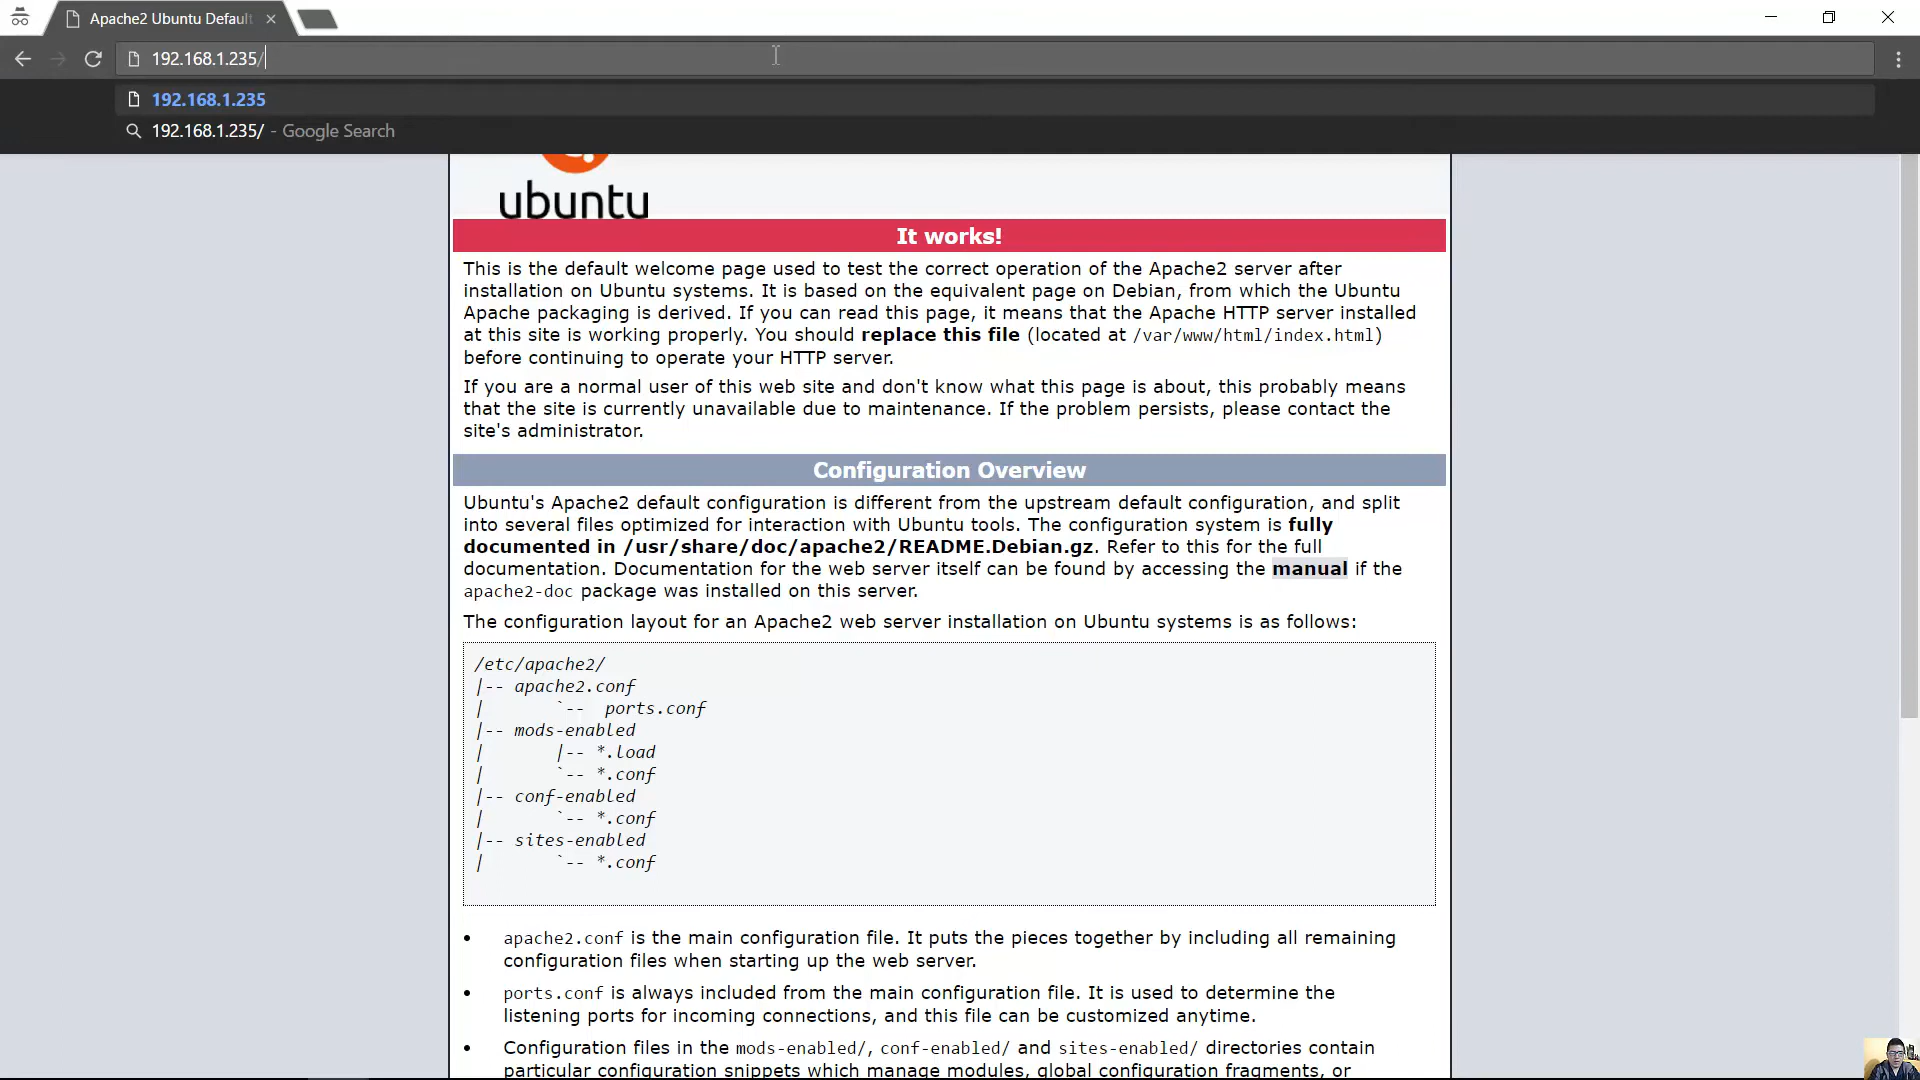 Apache2 Ubuntu Default
192.168.1.235/
192.168.1.235
192.168.1.235/ - Google Search
ubuntu
It works!
This is the default welcome page used to test the correct operation of the Apache2 server after
installation on Ubuntu systems. It is based on the equivalent page on Debian, from which the Ubuntu
Apache packaging is derived. If you can read this page, it means that the Apache HTTP server installed
at this site is working properly. You should replace this file (located at /var/www/html/index.html)
before continuing to operate your HTTP server.
If you are a normal user of this web site and don't know what this page is about, this probably means
that the site is currently unavailable due to maintenance. If the problem persists, please contact the
site's administrator.
Configuration Overview
Ubuntu's Apache2 default configuration is different from the upstream default configuration, and split
into several files optimized for interaction with Ubuntu tools. The configuration system is fully
documented in /usr/share/doc/apache2/README.Debian.gz. Refer to this for the full
documentation. Documentation for the web server itself can be found by accessing the manual if the
apache2-doc package was installed on this server.
The configuration layout for an Apache2 web server installation on Ubuntu systems is as follows:
/etc/apache2/
|-- apache2.conf
|       `--  ports.conf
|-- mods-enabled
|       |-- *.load
|       `-- *.conf
|-- conf-enabled
|       `-- *.conf
|-- sites-enabled
|       `-- *.conf
• apache2.conf is the main configuration file. It puts the pieces together by including all remaining
configuration files when starting up the web server.
• ports.conf is always included from the main configuration file. It is used to determine the
listening ports for incoming connections, and this file can be customized anytime.
• Configuration files in the mods-enabled/, conf-enabled/ and sites-enabled/ directories contain
particular configuration snippets which manage modules, global configuration fragments, or